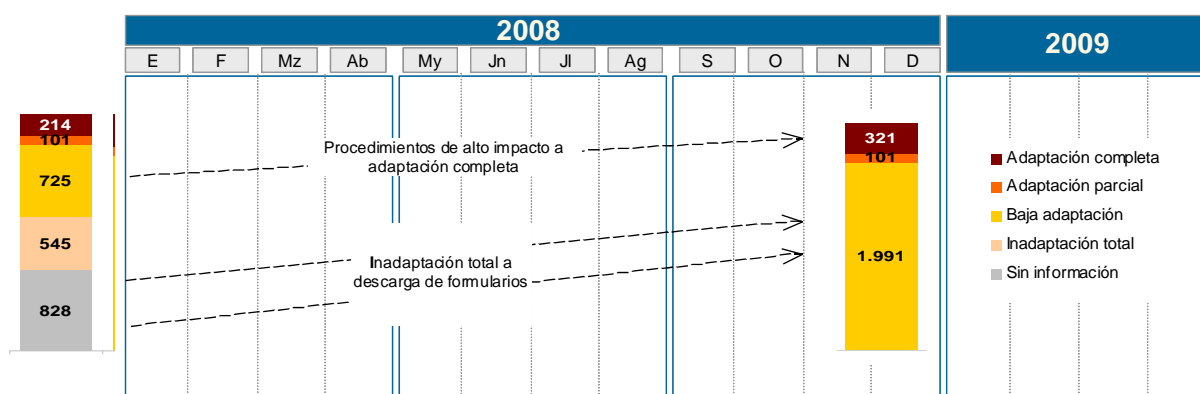 2008
2009
E F Mz Ab My Jn Jl Ag S O N D
214
101
725
545
828
Procedimientos de alto impacto a
adaptación completa
Inadaptación total a
descarga de formularios
321
101
1.991
Adaptación completa
Adaptación parcial
Baja adaptación
Inadaptación total
Sin información